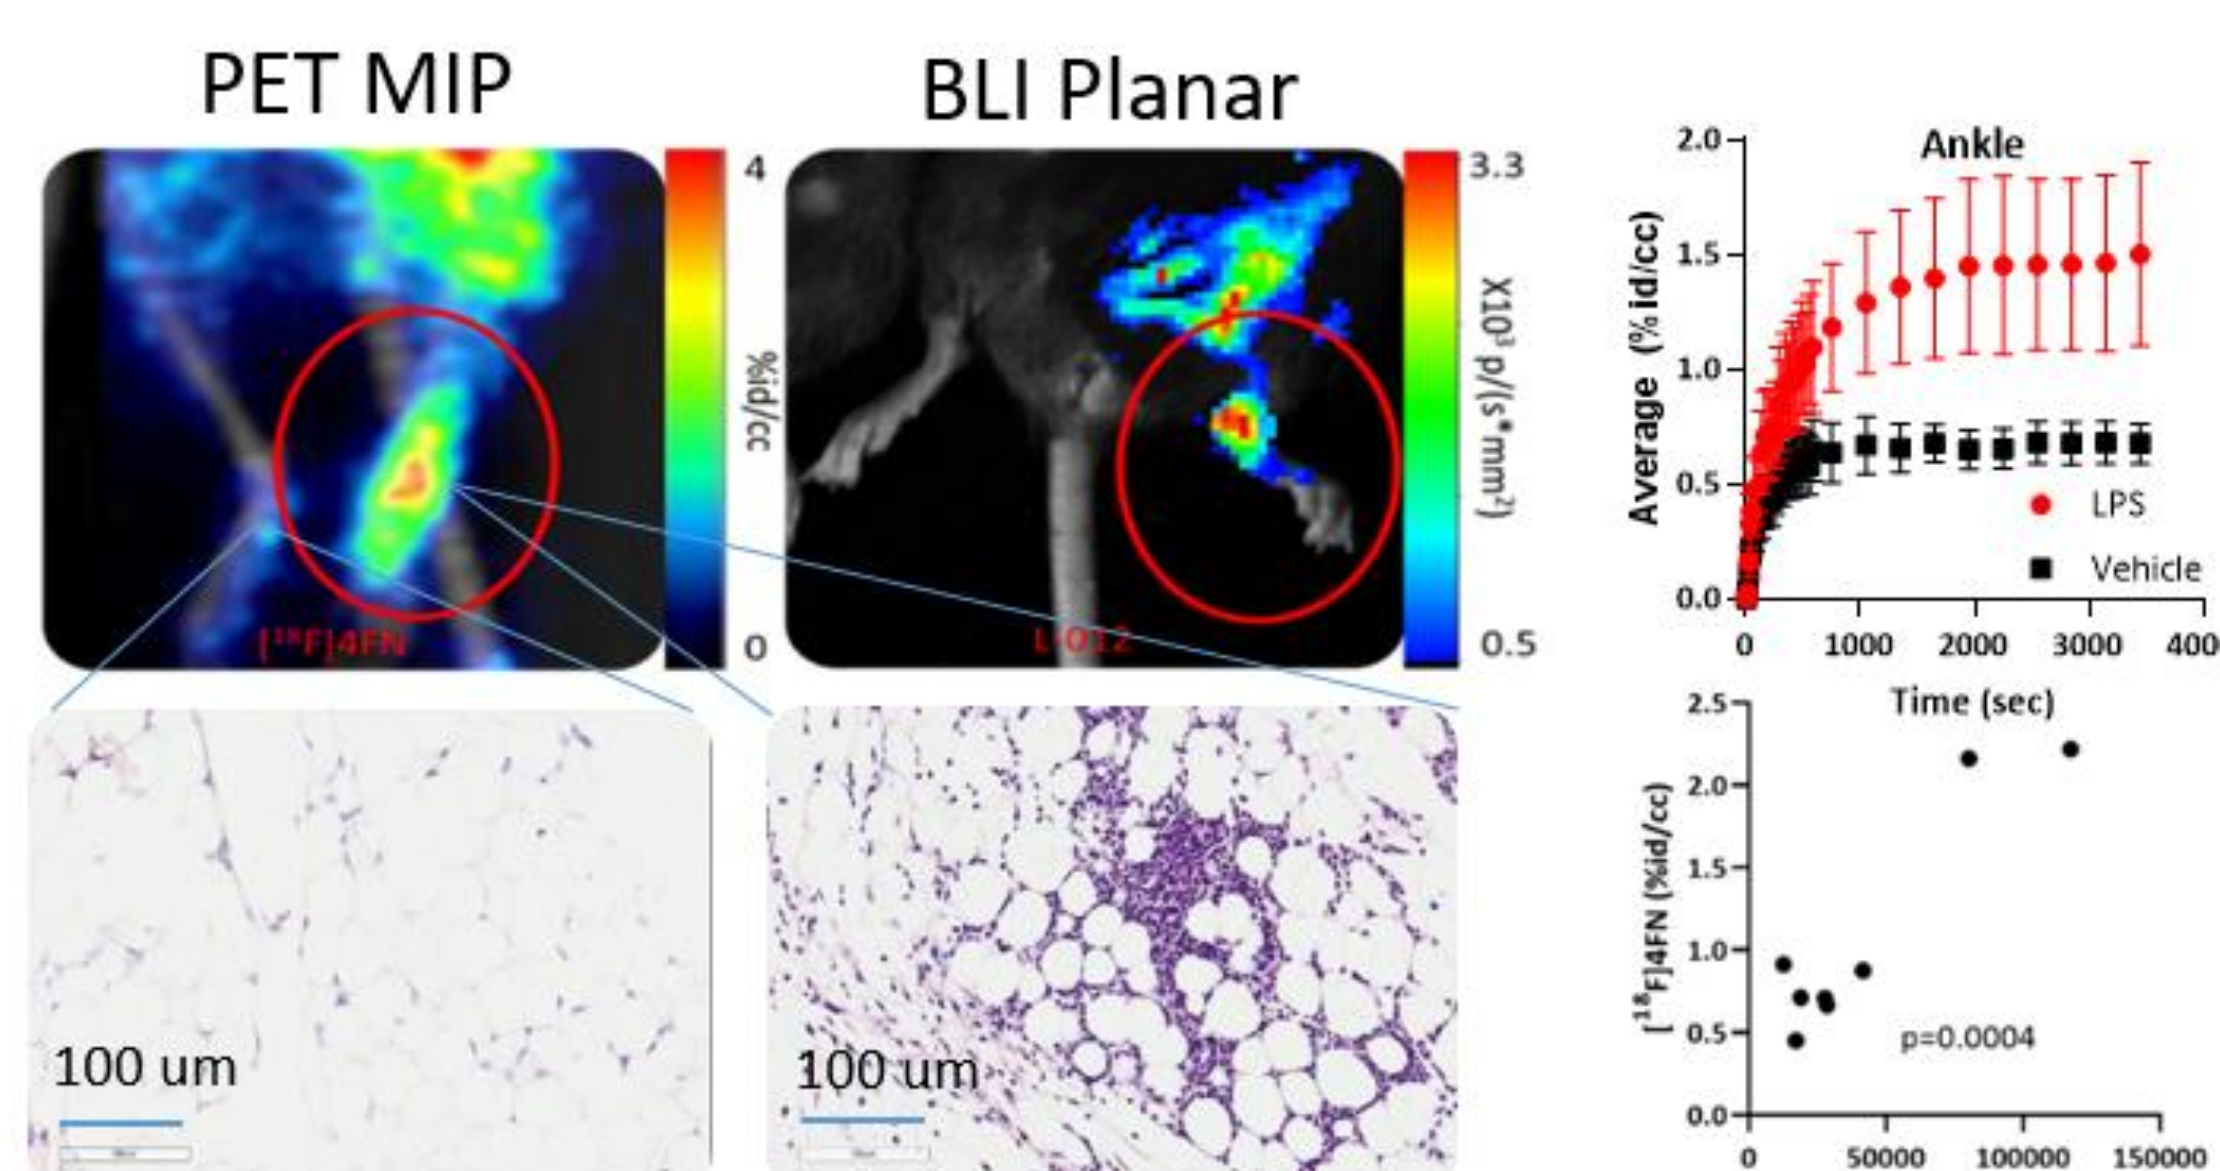 PET MIP
BLI Planar
4
%id/cc
0
[¹⁸F]4FN
3.3
X10³ p/(s*mm²)
0.5
L-012
100 um
100 um
Ankle
Average (%id/cc)
2.0
1.5
1.0
0.5
0.0
LPS
Vehicle
0 1000 2000 3000 400
Time (sec)
[¹⁸F]4FN (%id/cc)
2.5
2.0
1.5
1.0
0.5
0.0
p=0.0004
0 50000 100000 150000